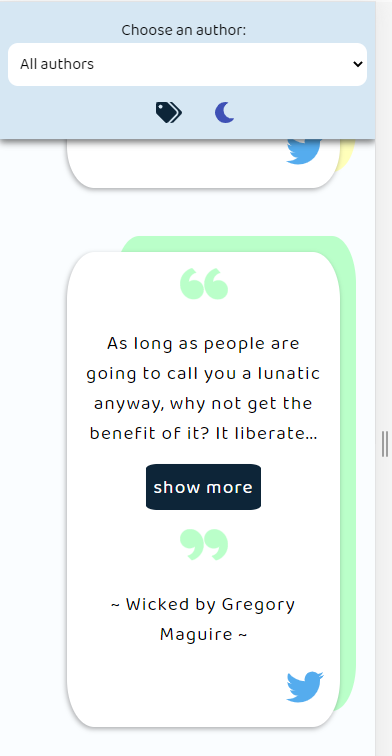 Choose an author:
All authors
“
As long as people are
going to call you a lunatic
anyway, why not get the
benefit of it? It liberate...
show more
”
~ Wicked by Gregory
Maguire ~